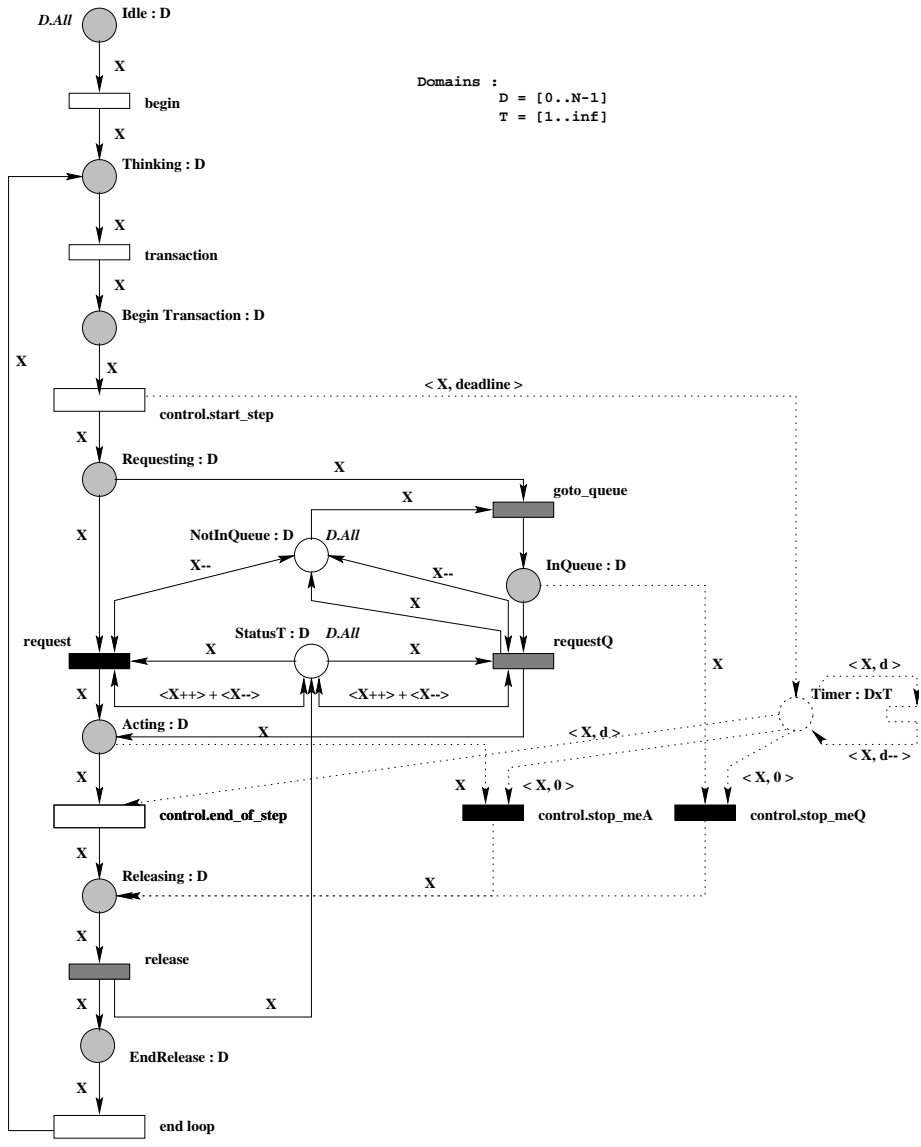 D.All
Idle : D
X
Domains :
D = [0..N-1]
T = [1..inf]
begin
X
Thinking : D
X
transaction
X
Begin Transaction : D
X
X
< X, deadline >
control.start_step
X
Requesting : D
X
goto_queue
X
X
NotInQueue : D
D.All
X--
X--
InQueue : D
X
request
StatusT : D
D.All
requestQ
X
X
X
X
<X++> + <X-->
<X++> + <X-->
< X, d >
Timer : DxT
Acting : D
X
< X, d >
< X, d-- >
X
X
< X, 0 >
< X, 0 >
control.end_of_step
control.stop_meA
control.stop_meQ
X
Releasing : D
X
X
release
X
X
EndRelease : D
X
end loop